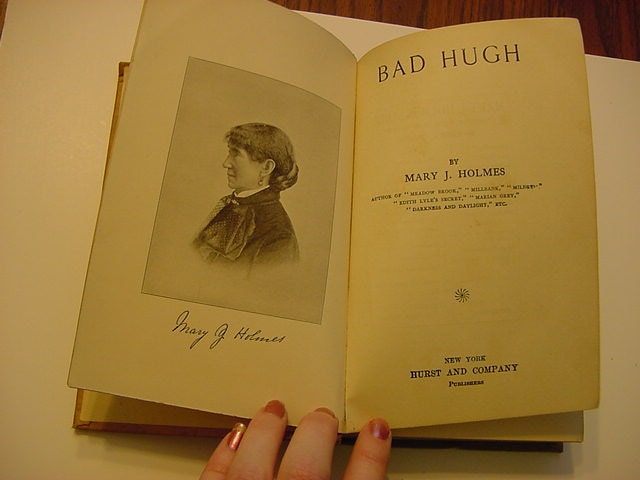 Mary J. Holmes
BAD HUGH
BY
MARY J. HOLMES
AUTHOR OF "MEADOW BROOK," "MILLBANK," "MILDRED"
"EDITH LYLE'S SECRET," "MARIAN GREY,"
"DARKNESS AND DAYLIGHT," ETC.
NEW YORK
HURST AND COMPANY
PUBLISHERS